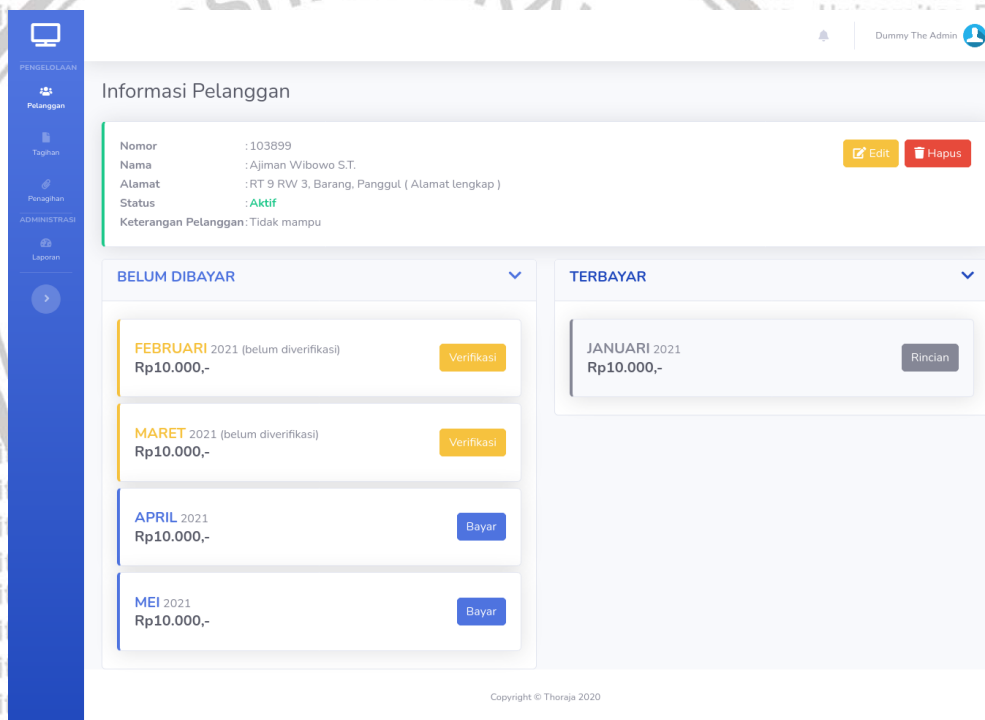 Dummy The Admin
PENGELOLAAN
Pelanggan
Tagihan
Penagihan
ADMINISTRASI
Laporan
Informasi Pelanggan
Nomor : 103899
Nama : Ajiman Wibowo S.T.
Alamat : RT 9 RW 3, Barang, Panggul ( Alamat lengkap )
Status : Aktif
Keterangan Pelanggan : Tidak mampu
Edit
Hapus
BELUM DIBAYAR
FEBRUARI 2021 (belum diverifikasi)
Rp10.000,-
Verifikasi
MARET 2021 (belum diverifikasi)
Rp10.000,-
Verifikasi
APRIL 2021
Rp10.000,-
Bayar
MEI 2021
Rp10.000,-
Bayar
TERBAYAR
JANUARI 2021
Rp10.000,-
Rincian
Copyright © Thoraja 2020